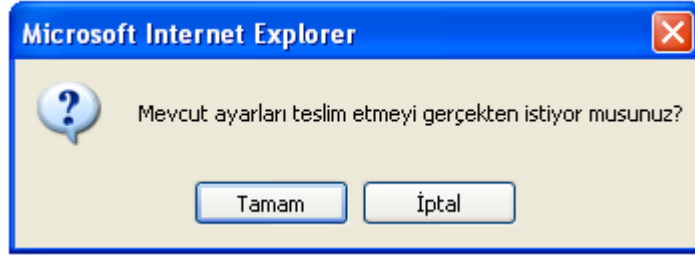 Microsoft Internet Explorer
Mevcut ayarları teslim etmeyi gerçekten istiyor musunuz?
Tamam
İptal